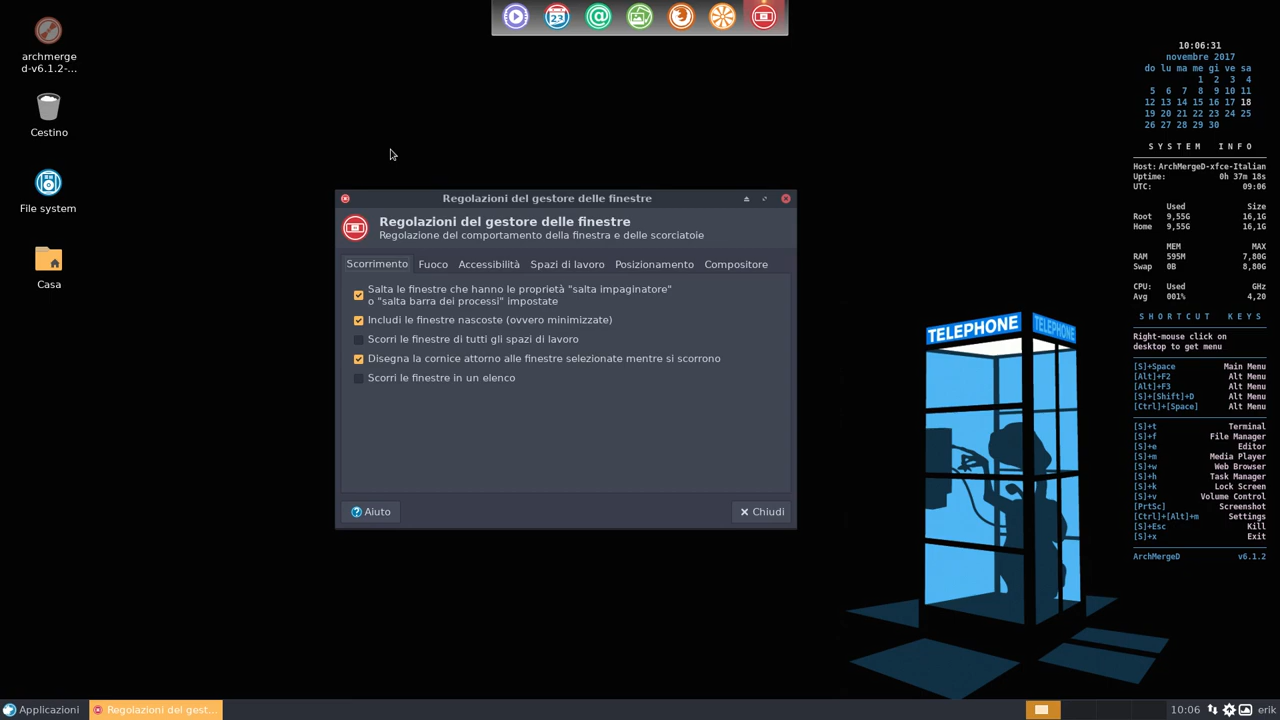 archmerge
d-v6.1.2-...
Cestino
File system
Casa
23
@
Regolazioni del gestore delle finestre
Regolazioni del gestore delle finestre
Regolazione del comportamento della finestra e delle scorciatoie
Scorrimento Fuoco Accessibilità Spazi di lavoro Posizionamento Compositore
Salta le finestre che hanno le proprietà "salta impaginatore"
o "salta barra dei processi" impostate
Includi le finestre nascoste (ovvero minimizzate)
Scorri le finestre di tutti gli spazi di lavoro
Disegna la cornice attorno alle finestre selezionate mentre si scorrono
Scorri le finestre in un elenco
? Aiuto
Chiudi
TELEPHONE
TELEPHONE
10:06:31
novembre 2017
do lu ma me gi ve sa
1 2 3 4
5 6 7 8 9 10 11
12 13 14 15 16 17 18
19 20 21 22 23 24 25
26 27 28 29 30
SYSTEM INFO
Host: ArchMergeD-xfce-Italian
Uptime: 0h 37m 18s
UTC: 09:06
Used Size
Root 9,55G 16,1G
Home 9,55G 16,1G
MEM MAX
RAM 595M 7,80G
Swap 0B 8,80G
CPU: Used GHz
Avg 001% 4,20
SHORTCUT KEYS
Right-mouse click on
desktop to get menu
[S]+Space Main Menu
[Alt]+F2 Alt Menu
[Alt]+F3 Alt Menu
[S]+[Shift]+D Alt Menu
[Ctrl]+[Space] Alt Menu
[S]+t Terminal
[S]+f File Manager
[S]+e Editor
[S]+m Media Player
[S]+w Web Browser
[S]+h Task Manager
[S]+k Lock Screen
[S]+v Volume Control
[PrtSc] Screenshot
[Ctrl]+[Alt]+m Settings
[S]+Esc Kill
[S]+x Exit
ArchMergeD v6.1.2
Applicazioni
Regolazioni del gest...
10:06
erik